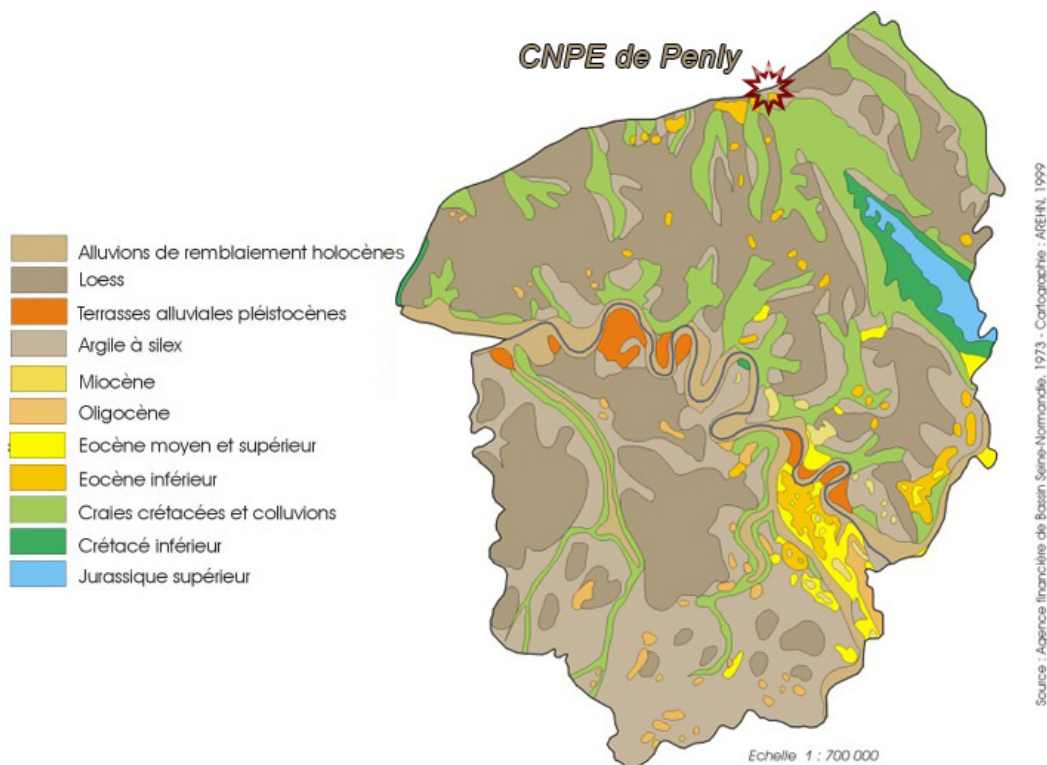 CNPE de Penly
Alluvions de remblaiement holocènes
Loess
Terrasses alluviales pléistocènes
Argile à silex
Miocène
Oligocène
Eocène moyen et supérieur
Eocène inférieur
Craies crétacées et colluvions
Crétacé inférieur
Jurassique supérieur
Echelle 1 : 700 000
Source : Agence financière de Bassin Seine-Normandie, 1973 - Cartographie : AREHN, 1999